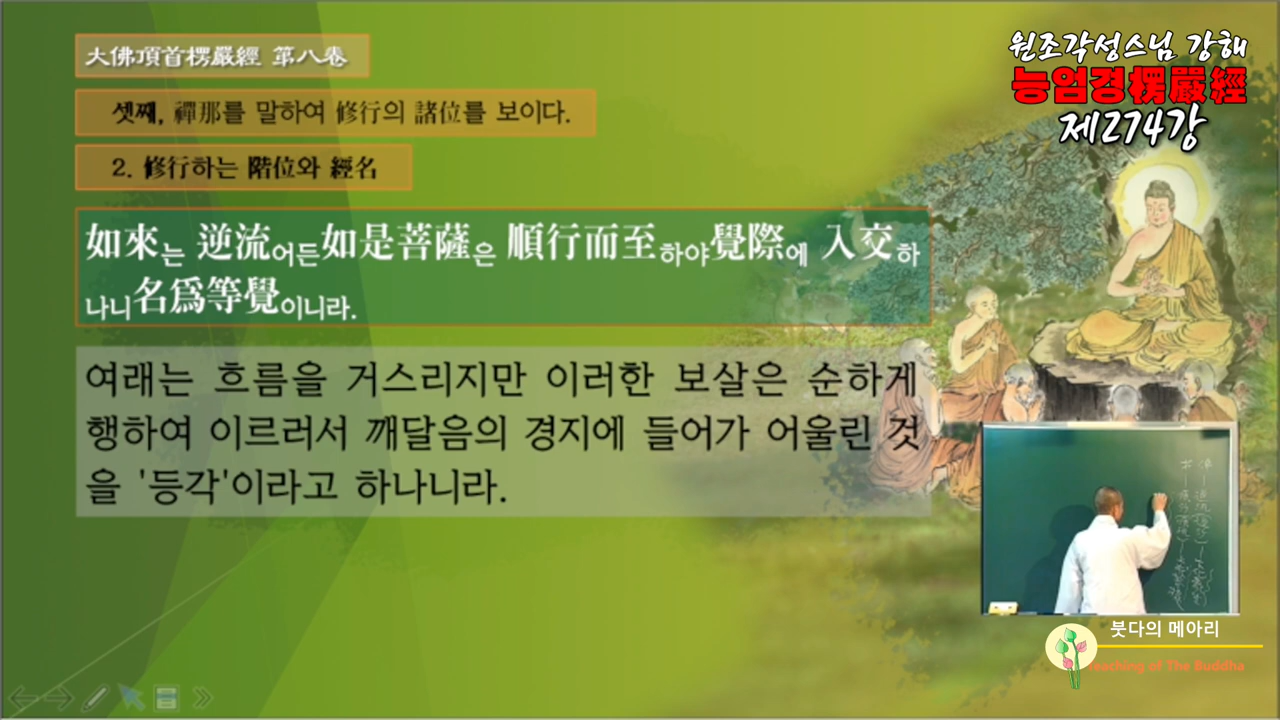 大佛頂首楞嚴經 第八卷
셋째, 禪那를 말하여 修行의 諸位를 보이다.
2. 修行하는 階位와 經名
如來는 逆流어든如是菩薩은 順行而至하야覺際에 入交하
나니名爲等覺이니라.
여래는 흐름을 거스리지만 이러한 보살은 순하게
행하여 이르러서 깨달음의 경지에 들어가 어울린 것
을 '등각'이라고 하나니라.
원조각성스님 강해
능엄경楞嚴經
제274강
붓다의 메아리
Teaching of The Buddha